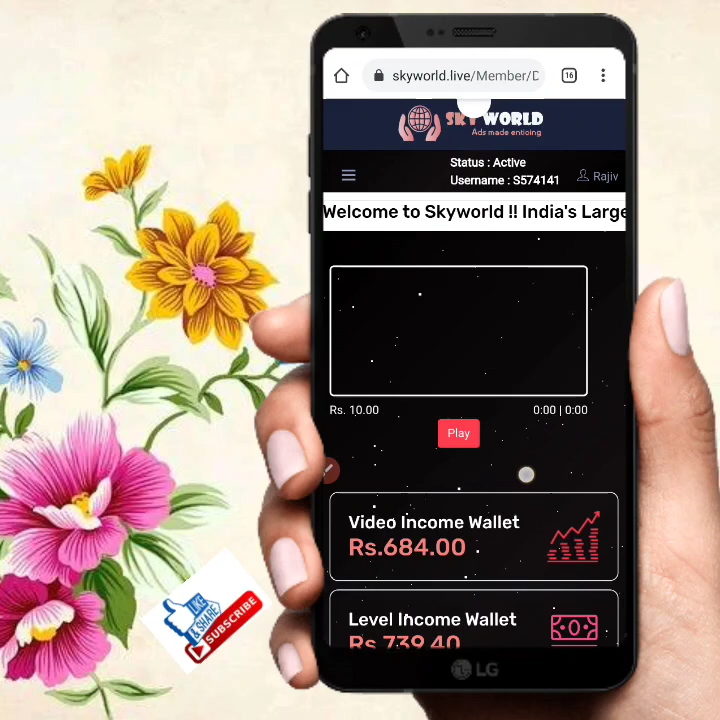 skyworld.live/Member/D
16
SKY WORLD
Ads made enticing
Status : Active
Username : S574141
Rajiv
Welcome to Skyworld !! India's Large
Rs. 10.00
0:00 | 0:00
Play
Video Income Wallet
Rs.684.00
Level Income Wallet
Rs.739.40
LIKE
& SHARE
SUBSCRIBE
LG